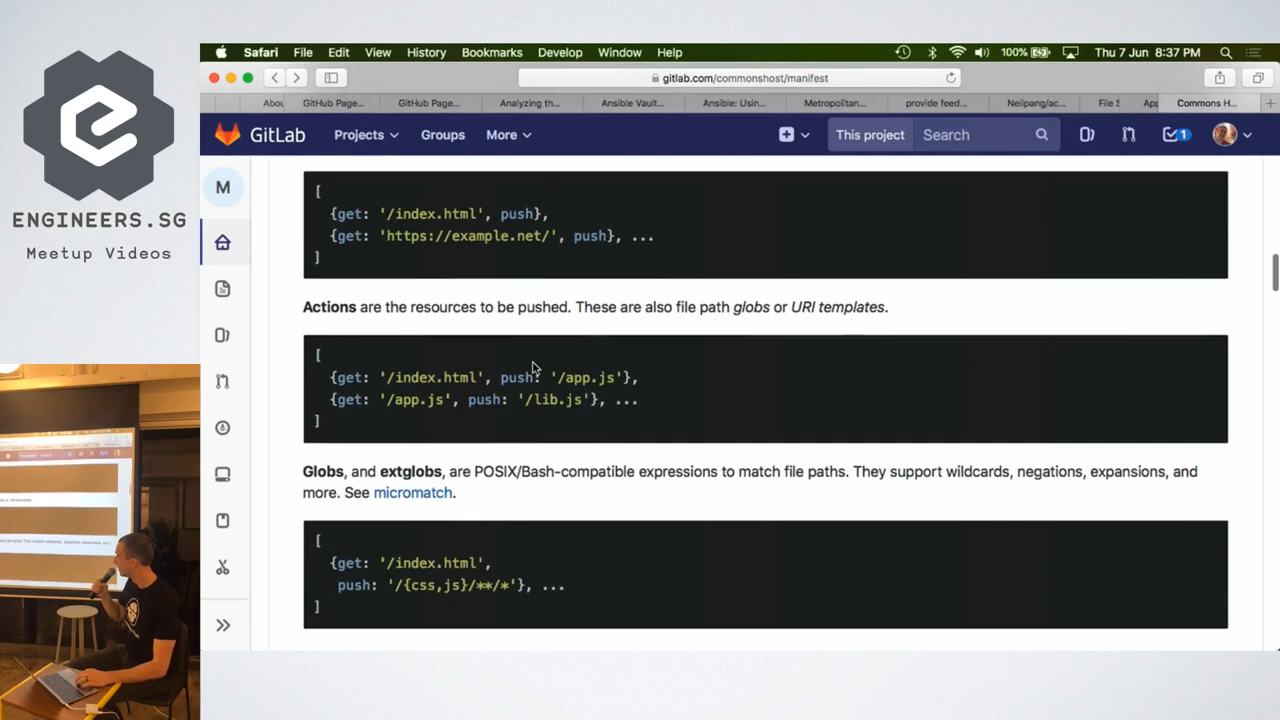 ENGINEERS.SG
Meetup Videos
Safari File Edit View History Bookmarks Develop Window Help 100% Thu 7 Jun 8:37 PM
gitlab.com/commonshost/manifest
Abou GitHub Page... GitHub Page... Analyzing th... Ansible Vault... Ansible: Usin... Metropolitan... provide feed... Neilpang/ac... File S App Commons H...
GitLab Projects Groups More This project Search 1
M
[
{get: '/index.html', push},
{get: 'https://example.net/', push}, ...
]
Actions are the resources to be pushed. These are also file path globs or URI templates.
[
{get: '/index.html', push: '/app.js'},
{get: '/app.js', push: '/lib.js'}, ...
]
Globs, and extglobs, are POSIX/Bash-compatible expressions to match file paths. They support wildcards, negations, expansions, and
more. See micromatch.
[
{get: '/index.html',
push: '/{css,js}/**/*'}, ...
]